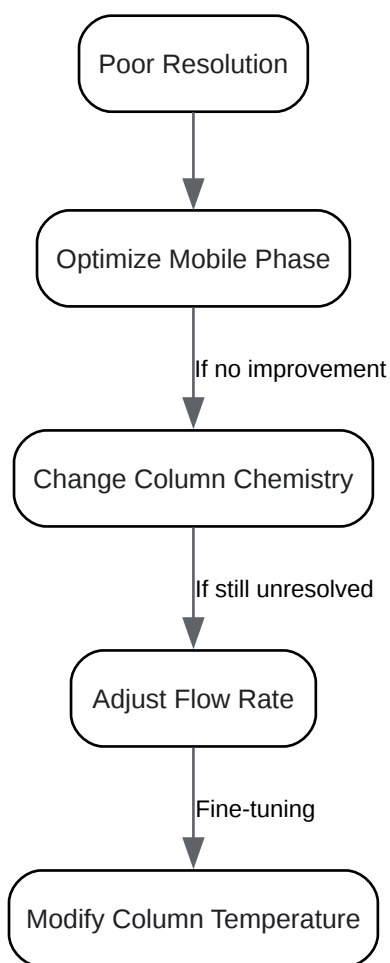 Poor Resolution
Optimize Mobile Phase
If no improvement
Change Column Chemistry
If still unresolved
Adjust Flow Rate
Fine-tuning
Modify Column Temperature